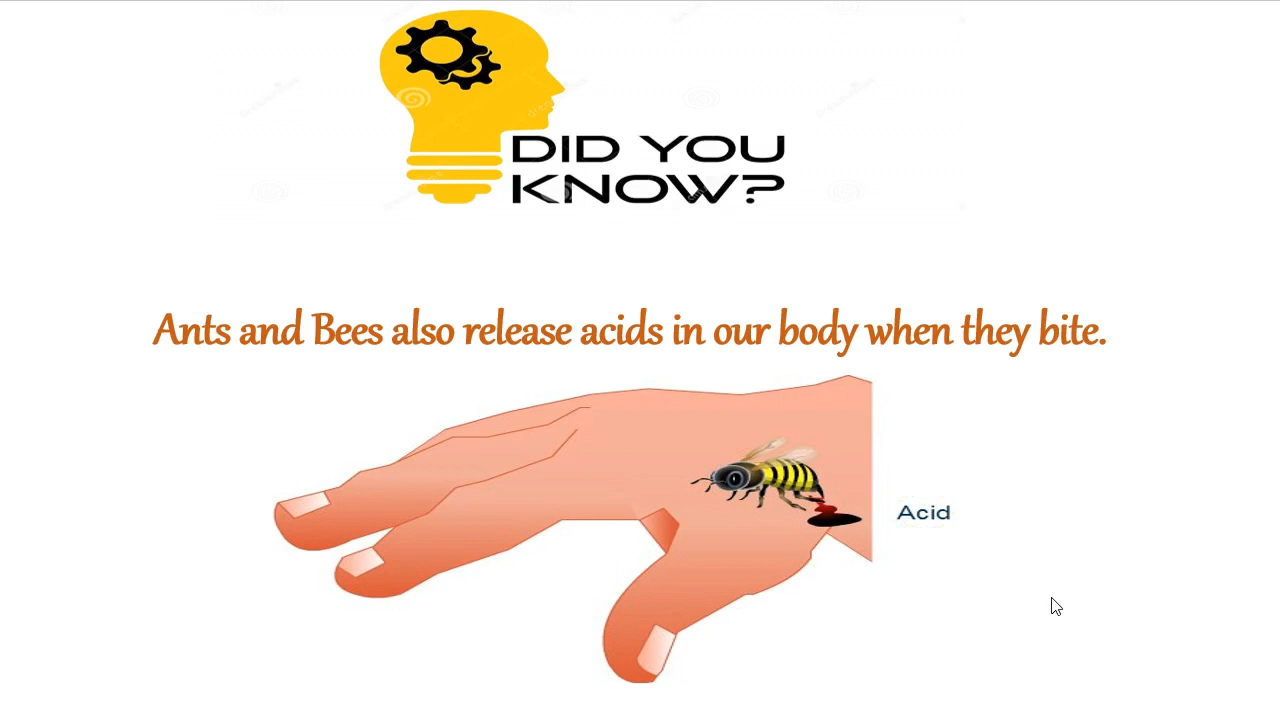 DID YOU
KNOW?
Ants and Bees also release acids in our body when they bite.
Acid